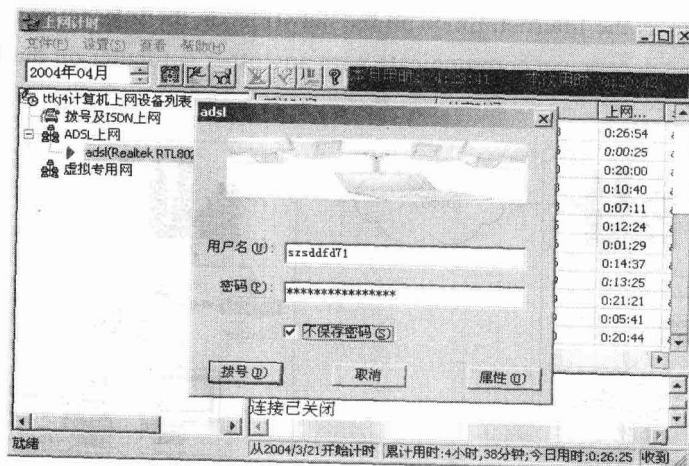 上网计时
文件(F) 设置(S) 查看 帮助(H)
2004年04月
ttkj4计算机上网设备列表
拨号及ISDN上网
ADSL上网
adsl(Realtek RTL802
虚拟专用网
上网...
0:26:54
0:00:25
0:20:00
0:10:40
0:07:11
0:12:24
0:01:29
0:14:37
0:13:25
0:21:21
0:05:41
0:20:44
adsl
用户名(U):
szsddfd71
密码(P):
****************
不保存密码(S)
拨号(D)
取消
属性(O)
连接已关闭
就绪
从2004/3/21开始计时
累计用时:4小时,38分钟;今日用时:0:26:25
收到